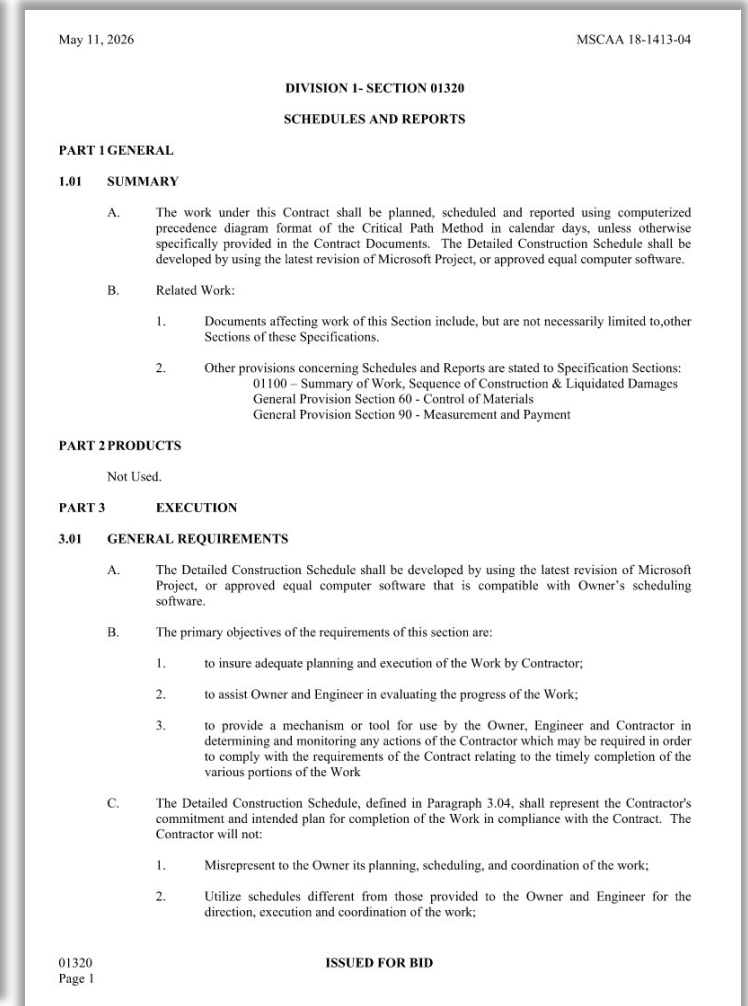 May 11, 2026 MSCAA 18-1413-04
DIVISION 1- SECTION 01320
SCHEDULES AND REPORTS
PART 1 GENERAL
1.01 SUMMARY
A. The work under this Contract shall be planned, scheduled and reported using computerized
precedence diagram format of the Critical Path Method in calendar days, unless otherwise
specifically provided in the Contract Documents. The Detailed Construction Schedule shall be
developed by using the latest revision of Microsoft Project, or approved equal computer software.
B. Related Work:
1. Documents affecting work of this Section include, but are not necessarily limited to,other
Sections of these Specifications.
2. Other provisions concerning Schedules and Reports are stated to Specification Sections:
01100 – Summary of Work, Sequence of Construction & Liquidated Damages
General Provision Section 60 - Control of Materials
General Provision Section 90 - Measurement and Payment
PART 2 PRODUCTS
Not Used.
PART 3 EXECUTION
3.01 GENERAL REQUIREMENTS
A. The Detailed Construction Schedule shall be developed by using the latest revision of Microsoft
Project, or approved equal computer software that is compatible with Owner's scheduling
software.
B. The primary objectives of the requirements of this section are:
1. to insure adequate planning and execution of the Work by Contractor;
2. to assist Owner and Engineer in evaluating the progress of the Work;
3. to provide a mechanism or tool for use by the Owner, Engineer and Contractor in
determining and monitoring any actions of the Contractor which may be required in order
to comply with the requirements of the Contract relating to the timely completion of the
various portions of the Work
C. The Detailed Construction Schedule, defined in Paragraph 3.04, shall represent the Contractor's
commitment and intended plan for completion of the Work in compliance with the Contract. The
Contractor will not:
1. Misrepresent to the Owner its planning, scheduling, and coordination of the work;
2. Utilize schedules different from those provided to the Owner and Engineer for the
direction, execution and coordination of the work;
01320 ISSUED FOR BID
Page 1